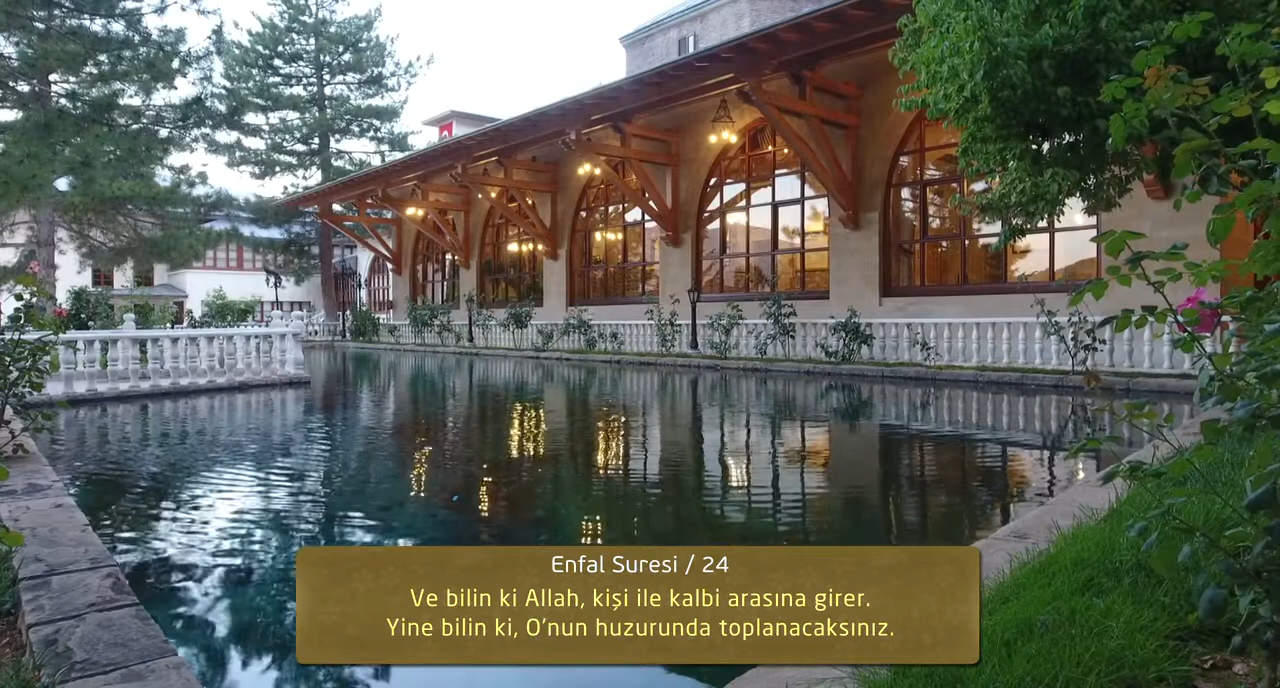 Enfal Suresi / 24
Ve bilin ki Allah, kişi ile kalbi arasına girer.
Yine bilin ki, O’nun huzurunda toplanacaksınız.